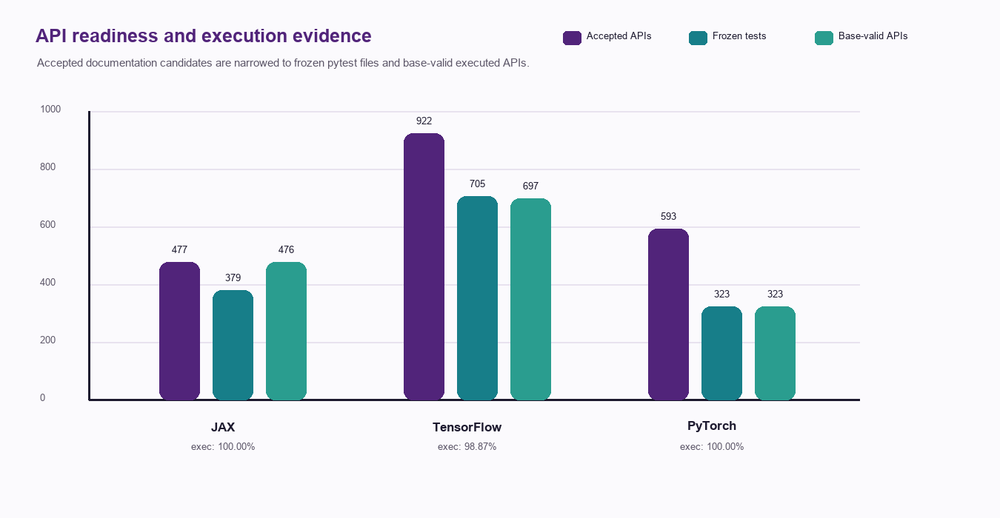 API readiness and execution evidence
Accepted APIs
Frozen tests
Base-valid APIs
Accepted documentation candidates are narrowed to frozen pytest files and base-valid executed APIs.
1000
800
600
400
200
0
477
379
476
922
705
697
593
323
323
JAX
TensorFlow
PyTorch
exec: 100.00%
exec: 98.87%
exec: 100.00%